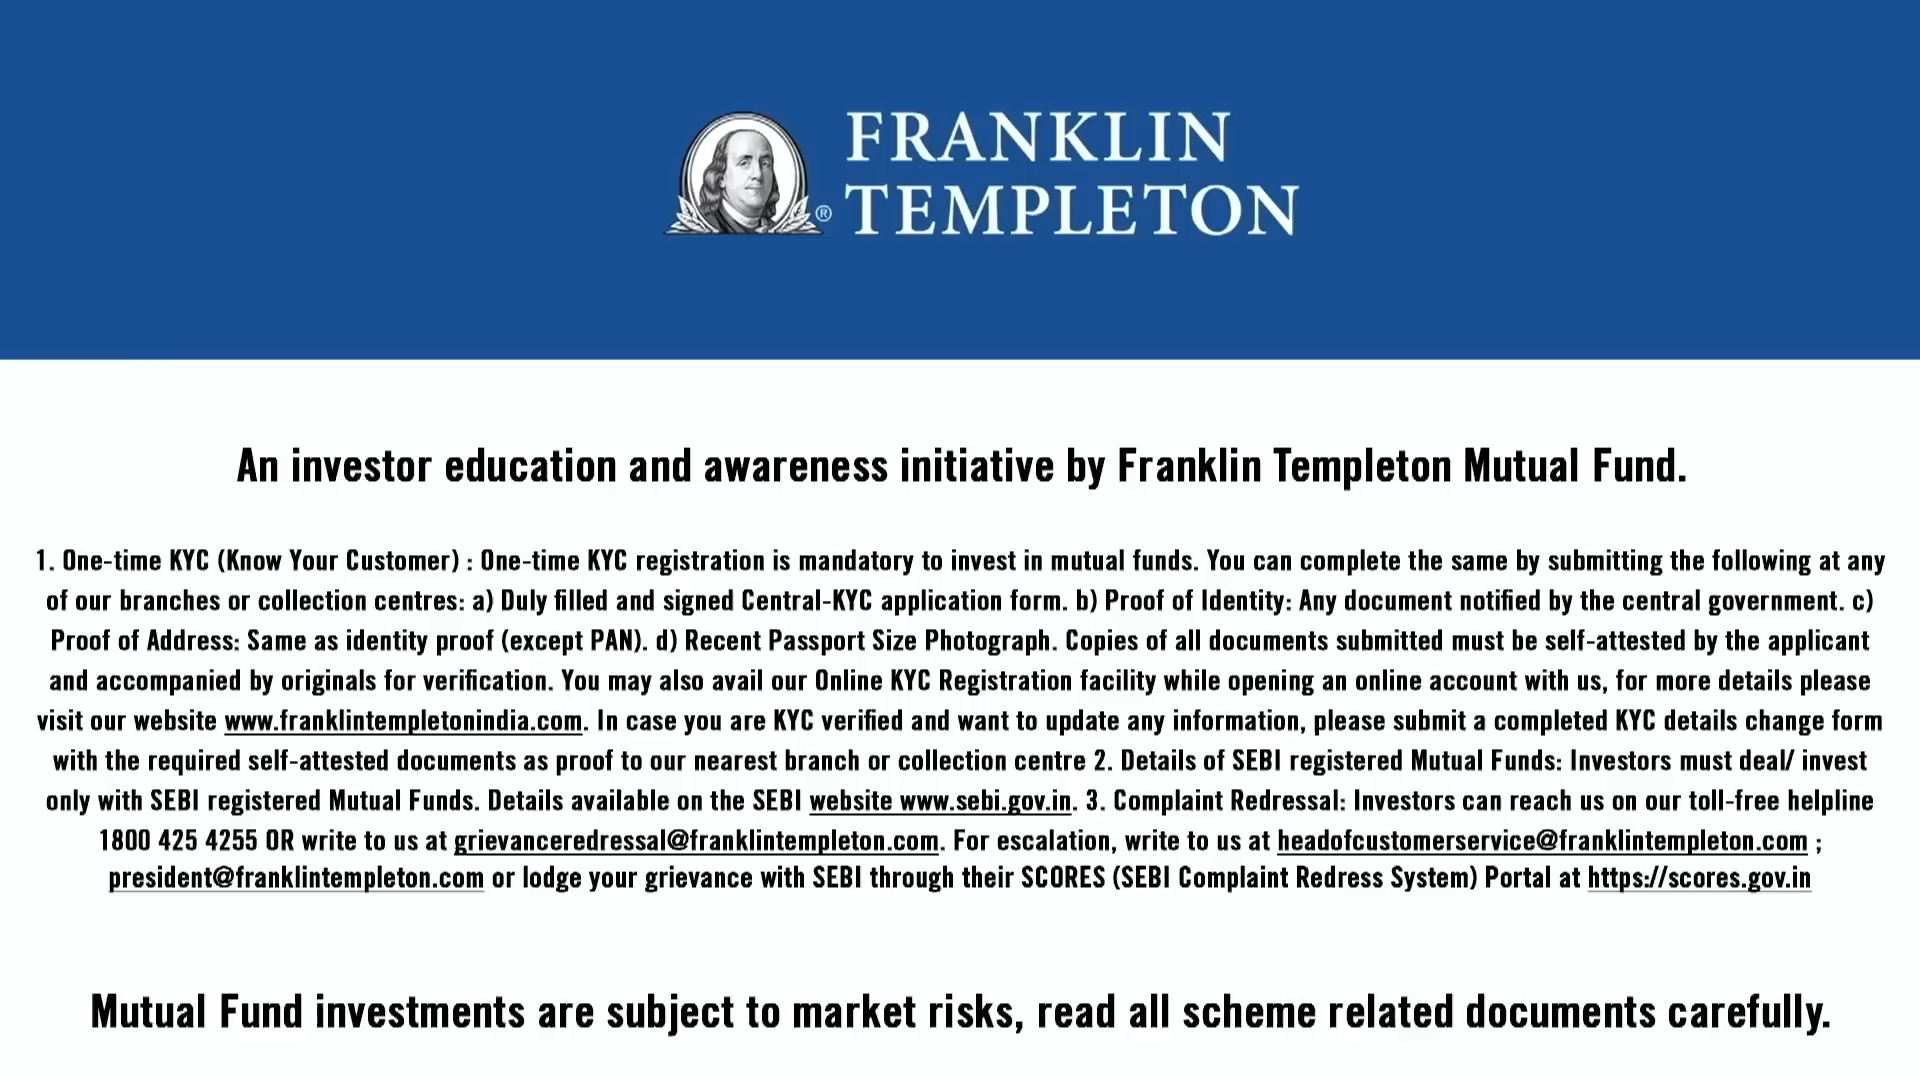 FRANKLIN
TEMPLETON
®
An investor education and awareness initiative by Franklin Templeton Mutual Fund.
1. One-time KYC (Know Your Customer) : One-time KYC registration is mandatory to invest in mutual funds. You can complete the same by submitting the following at any
of our branches or collection centres: a) Duly filled and signed Central-KYC application form. b) Proof of Identity: Any document notified by the central government. c)
Proof of Address: Same as identity proof (except PAN). d) Recent Passport Size Photograph. Copies of all documents submitted must be self-attested by the applicant
and accompanied by originals for verification. You may also avail our Online KYC Registration facility while opening an online account with us, for more details please
visit our website www.franklintempletonindia.com. In case you are KYC verified and want to update any information, please submit a completed KYC details change form
with the required self-attested documents as proof to our nearest branch or collection centre 2. Details of SEBI registered Mutual Funds: Investors must deal/ invest
only with SEBI registered Mutual Funds. Details available on the SEBI website www.sebi.gov.in. 3. Complaint Redressal: Investors can reach us on our toll-free helpline
1800 425 4255 OR write to us at grievanceredressal@franklintempleton.com. For escalation, write to us at headofcustomerservice@franklintempleton.com ;
president@franklintempleton.com or lodge your grievance with SEBI through their SCORES (SEBI Complaint Redress System) Portal at https://scores.gov.in
Mutual Fund investments are subject to market risks, read all scheme related documents carefully.